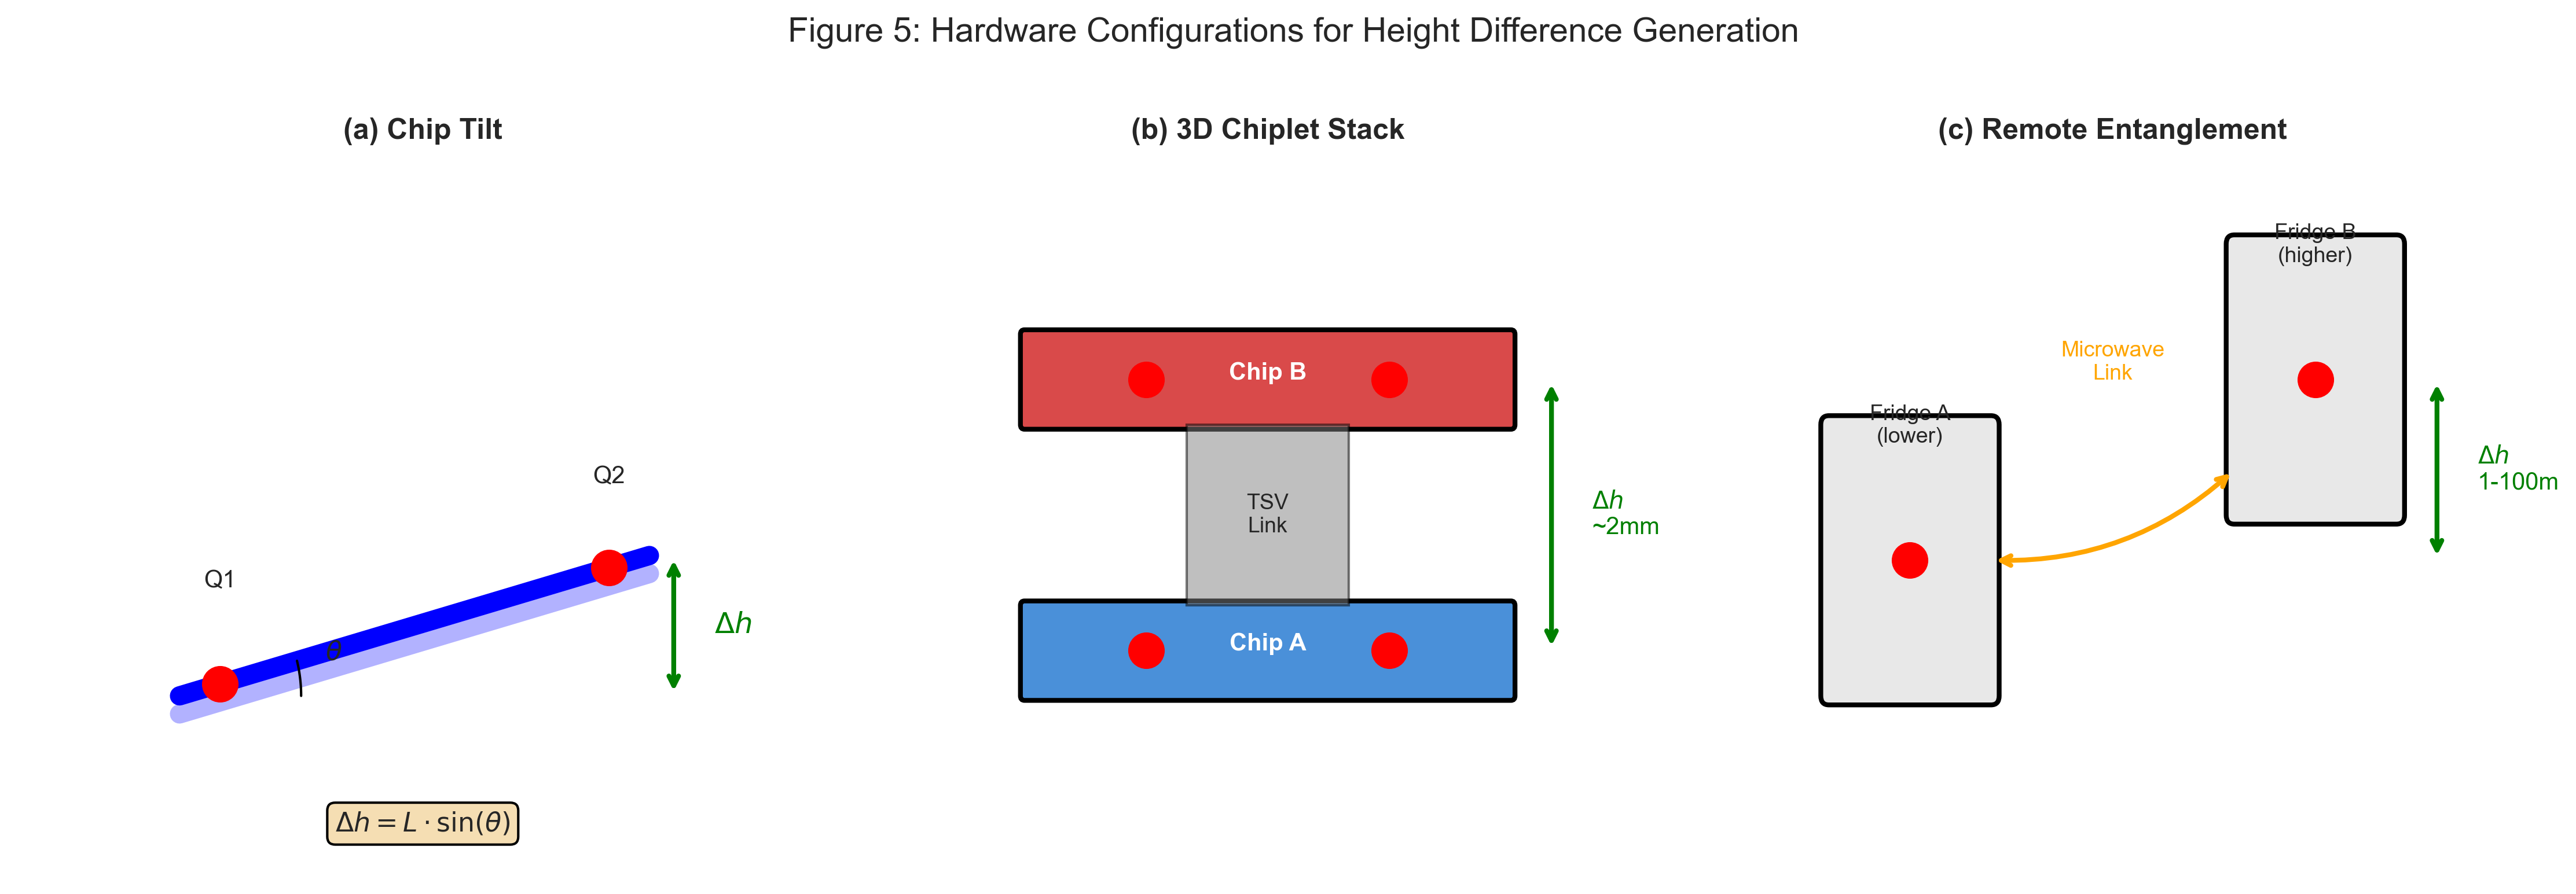 Figure 5: Hardware Configurations for Height Difference Generation
(a) Chip Tilt
Q1
Q2
θ
Δh
Δh = L · sin(θ)
(b) 3D Chiplet Stack
Chip B
TSV
Link
Chip A
Δh
~2mm
(c) Remote Entanglement
Fridge B
(higher)
Microwave
Link
Fridge A
(lower)
Δh
1-100m